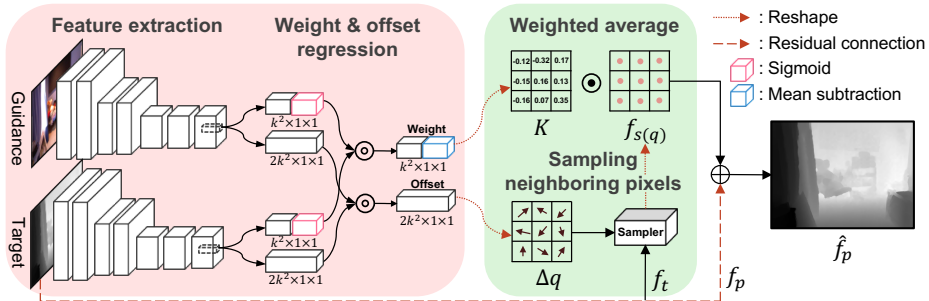 Feature extraction
Weight & offset
regression
Weighted average
: Reshape
: Residual connection
: Sigmoid
: Mean subtraction
Guidance
Target
k²×1×1
2k²×1×1
k²×1×1
2k²×1×1
Weight
k²×1×1
Offset
2k²×1×1
-0.12 -0.32 0.17
-0.15 0.16 0.13
-0.16 0.07 0.35
K
f_{s(q)}
Sampling
neighboring pixels
Sampler
Δq
f_t
f_p
f̂_p